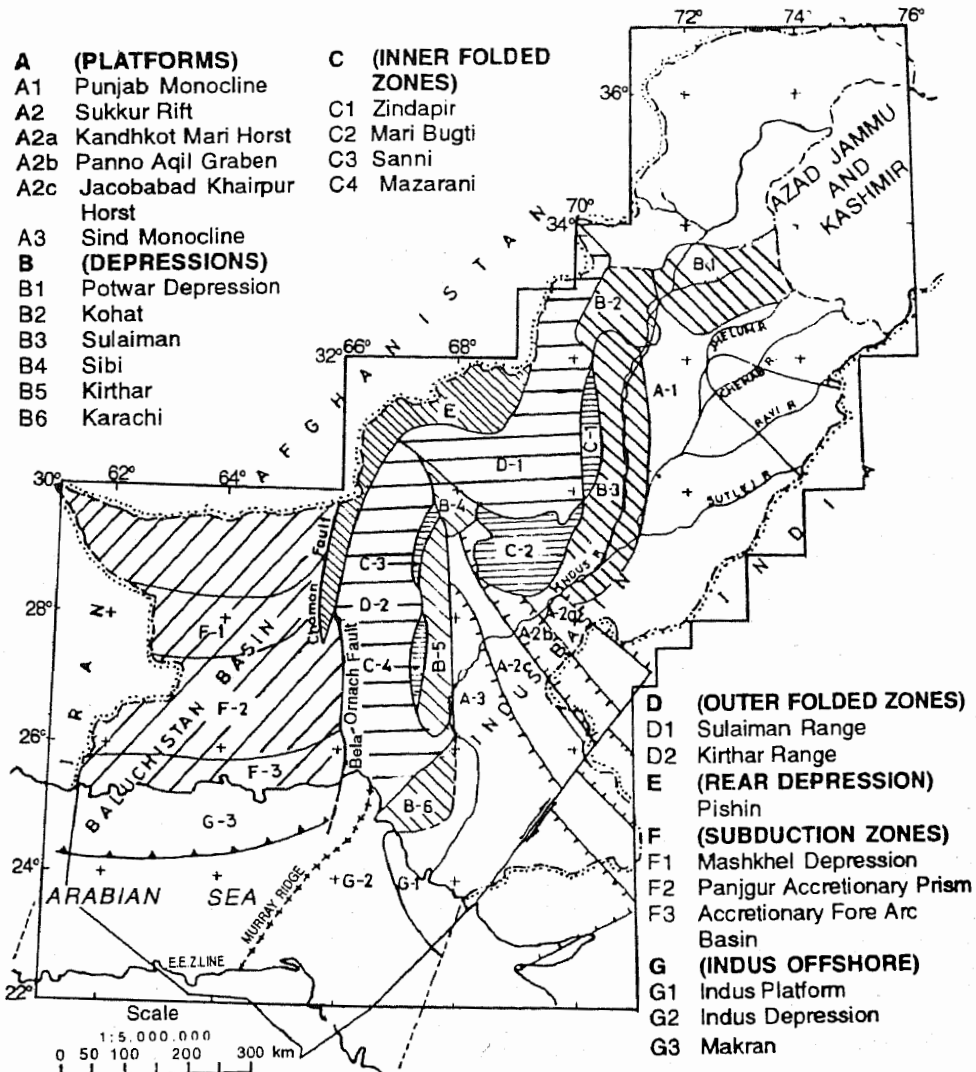 A (PLATFORMS)
A1 Punjab Monocline
A2 Sukkur Rift
A2a Kandhkot Mari Horst
A2b Panno Aqil Graben
A2c Jacobabad Khairpur
Horst
A3 Sind Monocline
B (DEPRESSIONS)
B1 Potwar Depression
B2 Kohat
B3 Sulaiman
B4 Sibi
B5 Kirthar
B6 Karachi
C (INNER FOLDED
ZONES)
C1 Zindapir
C2 Mari Bugti
C3 Sanni
C4 Mazarani
72° 74° 76°
36°
AZAD JAMMU
AND
KASHMIR
70°
34°
AFGHANISTAN
B-1
B-2
32° 66° 68°
JHELUM R.
CHENAB R.
RAVI R
SUTLEJ R
A-1
E
C-1
D-1
B-3
30° 62° 64°
B-4
C-2
INDUS R
INDIA
Chaman Fault
C-3
28°
IRAN
D-2
F-1
A-2a
A-2b
A-2c
C-4
B-5
A-3
INDUS BASIN
BALUCHISTAN BASIN
F-2
Bela-Ornach Fault
26°
F-3
B-6
G-3
24°
ARABIAN SEA
MURRAY RIDGE
G-2
G-1
E.E.Z.LINE
22°
Scale
1:5.000.000
0 50 100 200 300 km
D (OUTER FOLDED ZONES)
D1 Sulaiman Range
D2 Kirthar Range
E (REAR DEPRESSION)
Pishin
F (SUBDUCTION ZONES)
F1 Mashkhel Depression
F2 Panjgur Accretionary Prism
F3 Accretionary Fore Arc
Basin
G (INDUS OFFSHORE)
G1 Indus Platform
G2 Indus Depression
G3 Makran